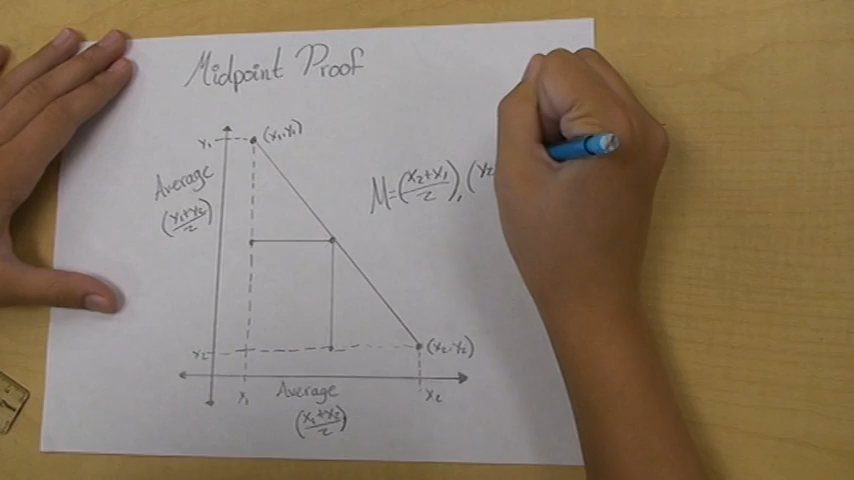 Midpoint Proof
Y₁ (X₁,Y₁)
Average
(Y₁+Y₂/2)
M=(X₂+X₁/2),(Y₂
X₂ (X₂,Y₂)
Average
X₁ X₂
(X₁+X₂/2)